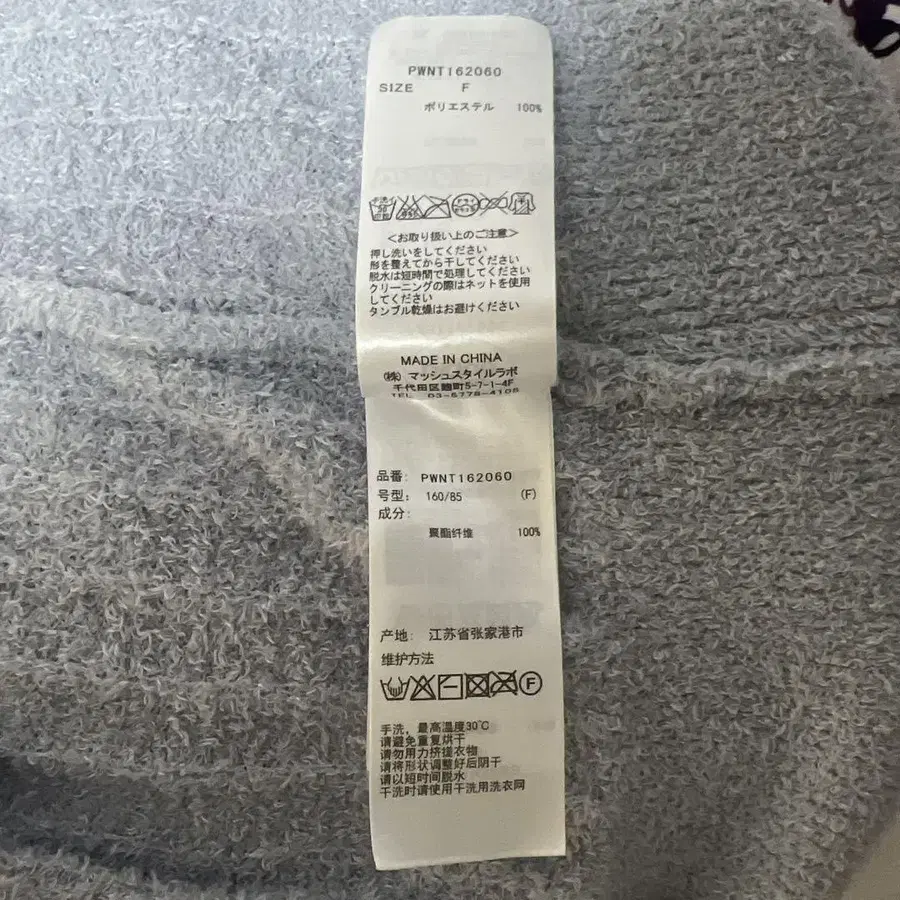 PWNT162060
SIZE F
ポリエステル 100%
<お取り扱い上のご注意>
押し洗いをしてください
形を整えてから干してください
脱水は短時間で処理してください
クリーニングの際はネットを使用
してください
タンブル乾燥はお避けください
MADE IN CHINA
㈱ マッシュスタイルラボ
千代田区麹町5-7-1-4F
TEL 03-6778-4105
品番: PWNT162060
号型: 160/85 (F)
成分:
聚酯纤维 100%
产地: 江苏省张家港市
维护方法
F
手洗，最高温度30℃
请避免重复烘干
请勿用力挤搓衣物
请将形状调整好后阴干
请以短时间脱水
干洗时请使用干洗用洗衣网